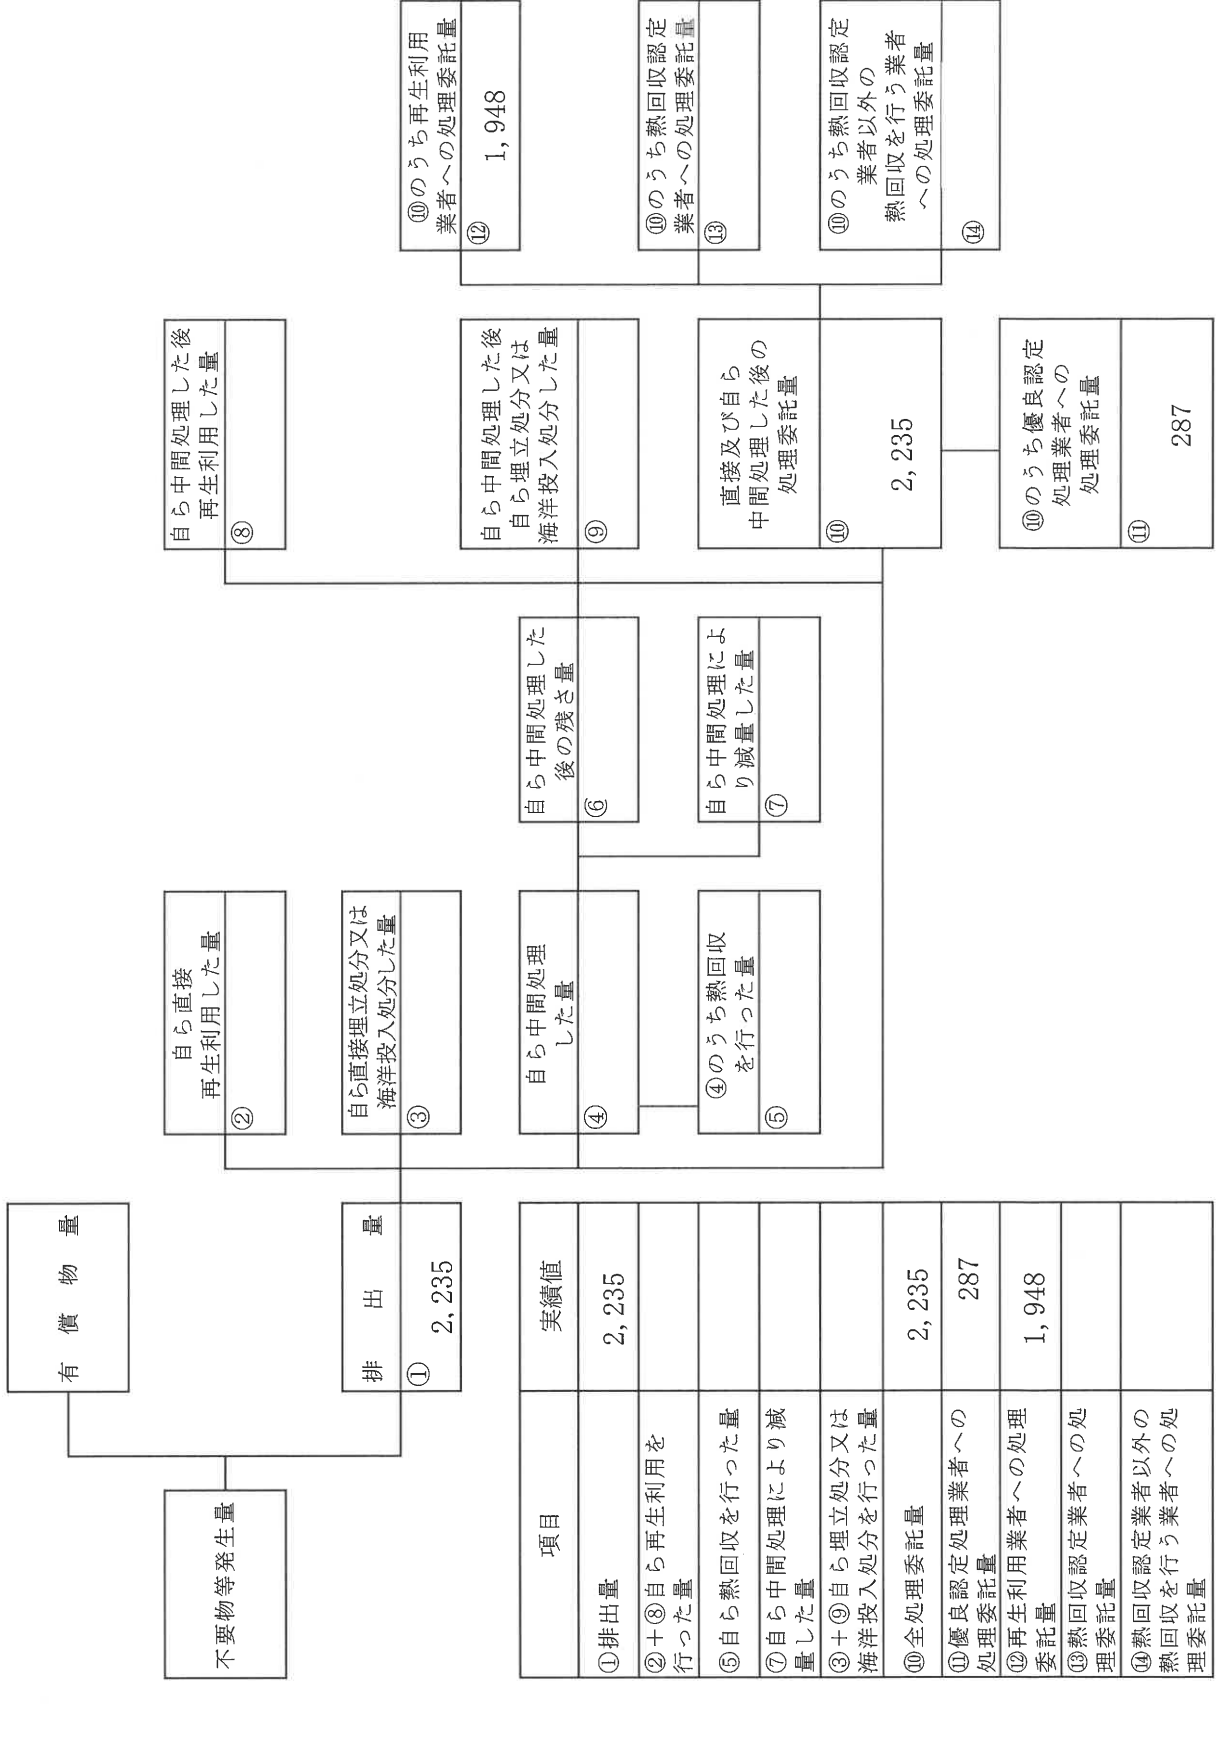 不要物等発生量
有償物量
排出量
① 2,235
自ら直接
再生利用した量
②
自ら直接埋立処分又は
海洋投入処分した量
③
自ら中間処理
した量
④
④のうち熱回収
を行った量
⑤
自ら中間処理した
後の残さ量
⑥
自ら中間処理によ
り減量した量
⑦
自ら中間処理した後
再生利用した量
⑧
自ら中間処理した後
自ら埋立処分又は
海洋投入処分した量
⑨
直接及び自ら
中間処理した後の
処理委託量
⑩ 2,235
⑩のうち優良認定
処理業者への
処理委託量
⑪ 287
⑩のうち再生利用
業者への処理委託量
⑫ 1,948
⑩のうち熱回収認定
業者への処理委託量
⑬
⑩のうち熱回収認定
業者以外の
熱回収を行う業者
への処理委託量
⑭
項目 実績値
①排出量 2,235
②+⑧自ら再生利用を
行った量
⑤自ら熱回収を行った量
⑦自ら中間処理により減
量した量
③+⑨自ら埋立処分又は
海洋投入処分を行った量
⑩全処理委託量 2,235
⑪優良認定処理業者への
処理委託量 287
⑫再生利用業者への処理
委託量 1,948
⑬熱回収認定業者への処
理委託量
⑭熱回収認定業者以外の
熱回収を行う業者への処
理委託量